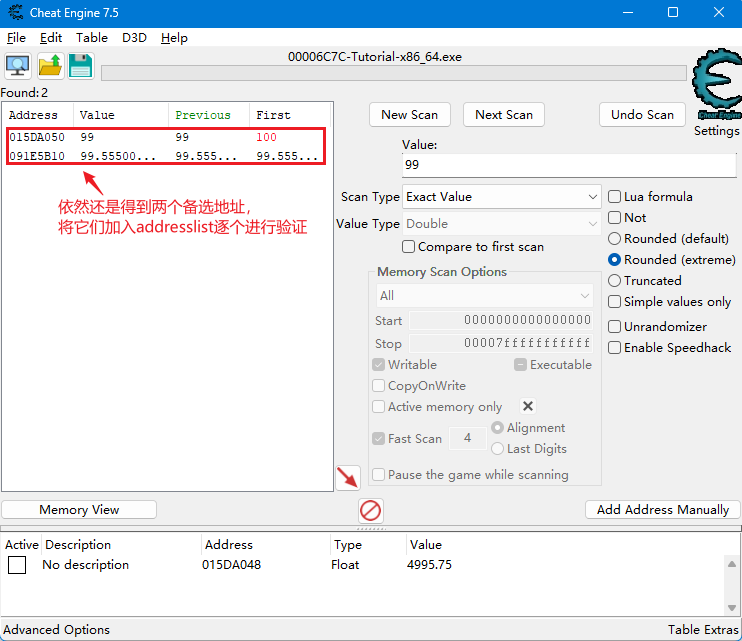 Cheat Engine 7.5
File Edit Table D3D Help
00006C7C-Tutorial-x86_64.exe
Cheat Engine
Settings
Found: 2
Address Value Previous First
015DA050 99 99 100
091E5B10 99.55500... 99.555... 99.555...
依然还是得到两个备选地址，
将它们加入addresslist逐个进行验证
New Scan Next Scan Undo Scan
Value:
99
Scan Type Exact Value
Value Type Double
Compare to first scan
Lua formula
Not
Rounded (default)
Rounded (extreme)
Truncated
Simple values only
Unrandomizer
Enable Speedhack
Memory Scan Options
All
Start 0000000000000000
Stop 00007fffffffffff
Writable Executable
CopyOnWrite
Active memory only
Fast Scan 4 Alignment
Last Digits
Pause the game while scanning
Memory View Add Address Manually
Active Description Address Type Value
No description 015DA048 Float 4995.75
Advanced Options Table Extras